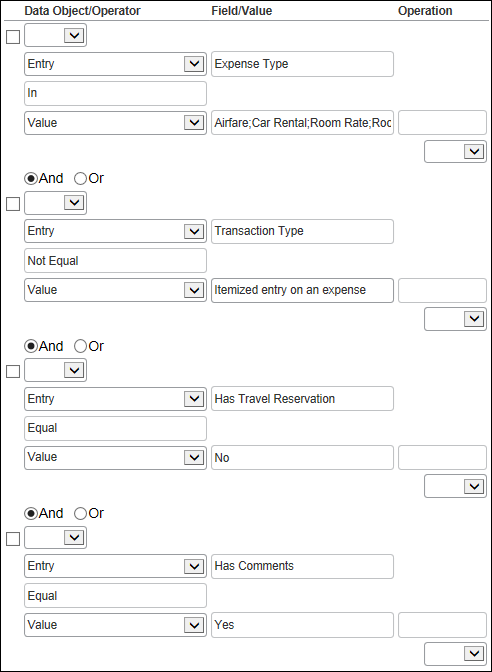 Data Object/Operator Field/Value Operation
Entry Expense Type
In
Value Airfare;Car Rental;Room Rate;Roo
And Or
Entry Transaction Type
Not Equal
Value Itemized entry on an expense
And Or
Entry Has Travel Reservation
Equal
Value No
And Or
Entry Has Comments
Equal
Value Yes